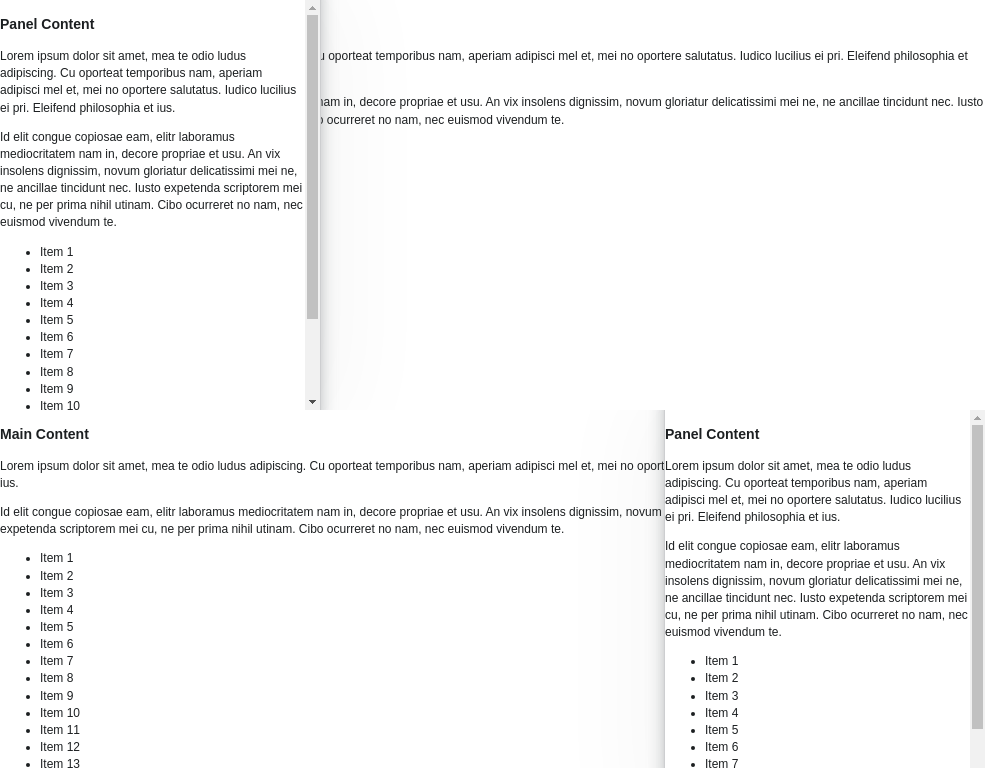 Panel Content
Lorem ipsum dolor sit amet, mea te odio ludus
adipiscing. Cu oporteat temporibus nam, aperiam
adipisci mel et, mei no oportere salutatus. Iudico lucilius
ei pri. Eleifend philosophia et ius.
Id elit congue copiosae eam, elitr laboramus
mediocritatem nam in, decore propriae et usu. An vix
insolens dignissim, novum gloriatur delicatissimi mei ne,
ne ancillae tincidunt nec. Iusto expetenda scriptorem mei
cu, ne per prima nihil utinam. Cibo ocurreret no nam, nec
euismod vivendum te.
Item 1
Item 2
Item 3
Item 4
Item 5
Item 6
Item 7
Item 8
Item 9
Item 10
oporteat temporibus nam, aperiam adipisci mel et, mei no oportere salutatus. Iudico lucilius ei pri. Eleifend philosophia et
in, decore propriae et usu. An vix insolens dignissim, novum gloriatur delicatissimi mei ne, ne ancillae tincidunt nec. Iusto
ocurreret no nam, nec euismod vivendum te.
Main Content
Lorem ipsum dolor sit amet, mea te odio ludus adipiscing. Cu oporteat temporibus nam, aperiam adipisci mel et, mei no oport
ius.
Id elit congue copiosae eam, elitr laboramus mediocritatem nam in, decore propriae et usu. An vix insolens dignissim, novum
expetenda scriptorem mei cu, ne per prima nihil utinam. Cibo ocurreret no nam, nec euismod vivendum te.
Item 1
Item 2
Item 3
Item 4
Item 5
Item 6
Item 7
Item 8
Item 9
Item 10
Item 11
Item 12
Item 13
Panel Content
Lorem ipsum dolor sit amet, mea te odio ludus
adipiscing. Cu oporteat temporibus nam, aperiam
adipisci mel et, mei no oportere salutatus. Iudico lucilius
ei pri. Eleifend philosophia et ius.
Id elit congue copiosae eam, elitr laboramus
mediocritatem nam in, decore propriae et usu. An vix
insolens dignissim, novum gloriatur delicatissimi mei ne,
ne ancillae tincidunt nec. Iusto expetenda scriptorem mei
cu, ne per prima nihil utinam. Cibo ocurreret no nam, nec
euismod vivendum te.
Item 1
Item 2
Item 3
Item 4
Item 5
Item 6
Item 7